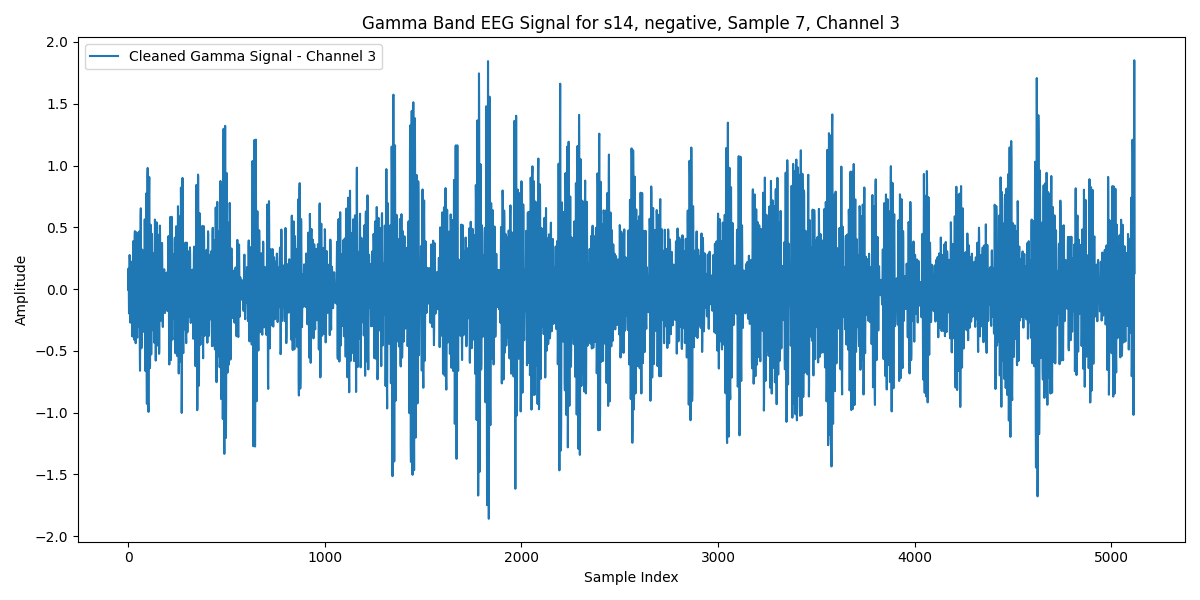 Gamma Band EEG Signal for s14, negative, Sample 7, Channel 3
Cleaned Gamma Signal - Channel 3
2.0
1.5
1.0
0.5
0.0
−0.5
−1.0
−1.5
−2.0
Amplitude
0 1000 2000 3000 4000 5000
Sample Index